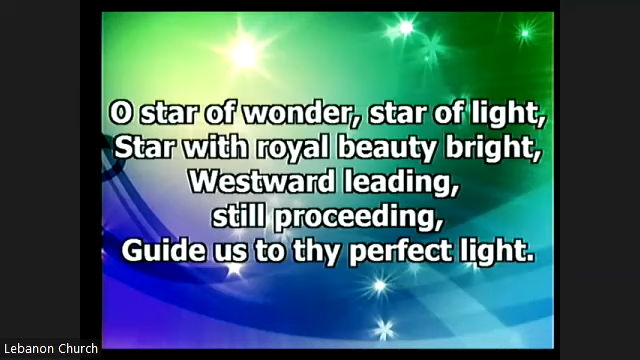 O star of wonder, star of light,
Star with royal beauty bright,
Westward leading,
still proceeding,
Guide us to thy perfect light.
Lebanon Church